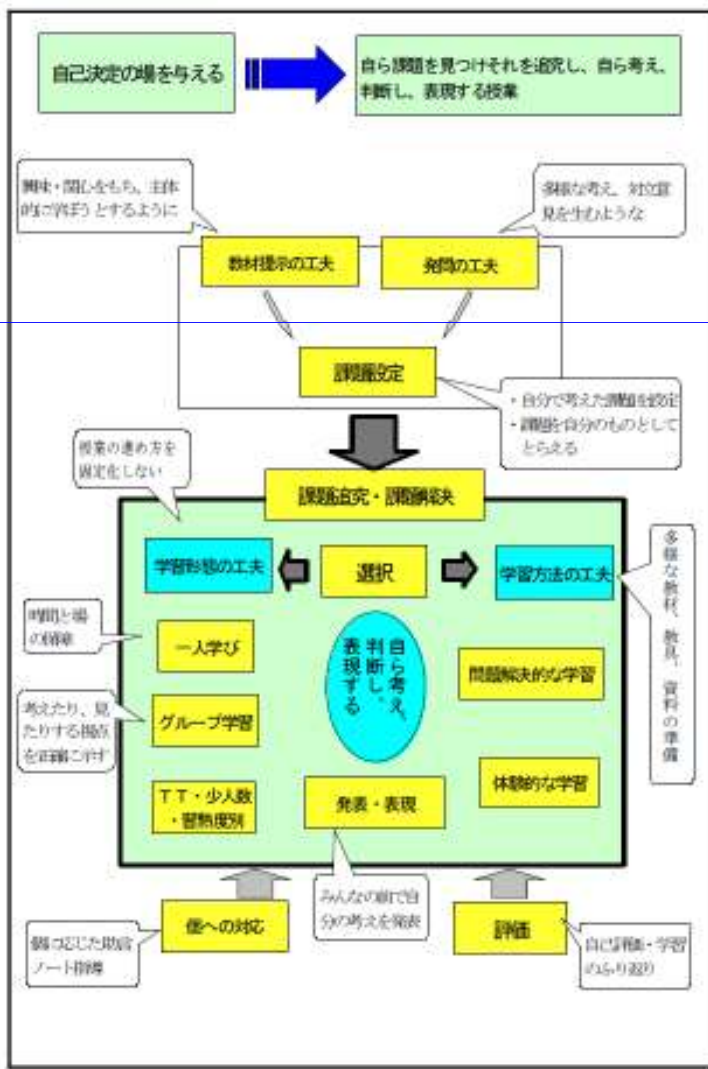 自己決定の場を与える
自ら課題を見つけそれを追究し、自ら考え、
判断し、表現する授業
興味・関心をもち、主体
的に学ぼうとするように
多様な考え、対立意
見を生むような
教材提示の工夫
発問の工夫
課題設定
・自分で考えた課題を設定
・課題を自分のものとして
とらえる
授業の進め方を
固定化しない
課題追究・課題解決
学習形態の工夫
選択
学習方法の工夫
多様な教材、教具、資料の準備
時間と場
の保障
一人学び
自ら考え、
判断し、
表現する
問題解決的な学習
考えたり、見
たりする視点
を正確に示す
グループ学習
ＴＴ・少人数
・習熟度別
発表・表現
体験的な学習
みんなの前で自
分の考えを発表
個への対応
評価
個に応じた助言
ノート指導
自己評価・学習
のふり返り